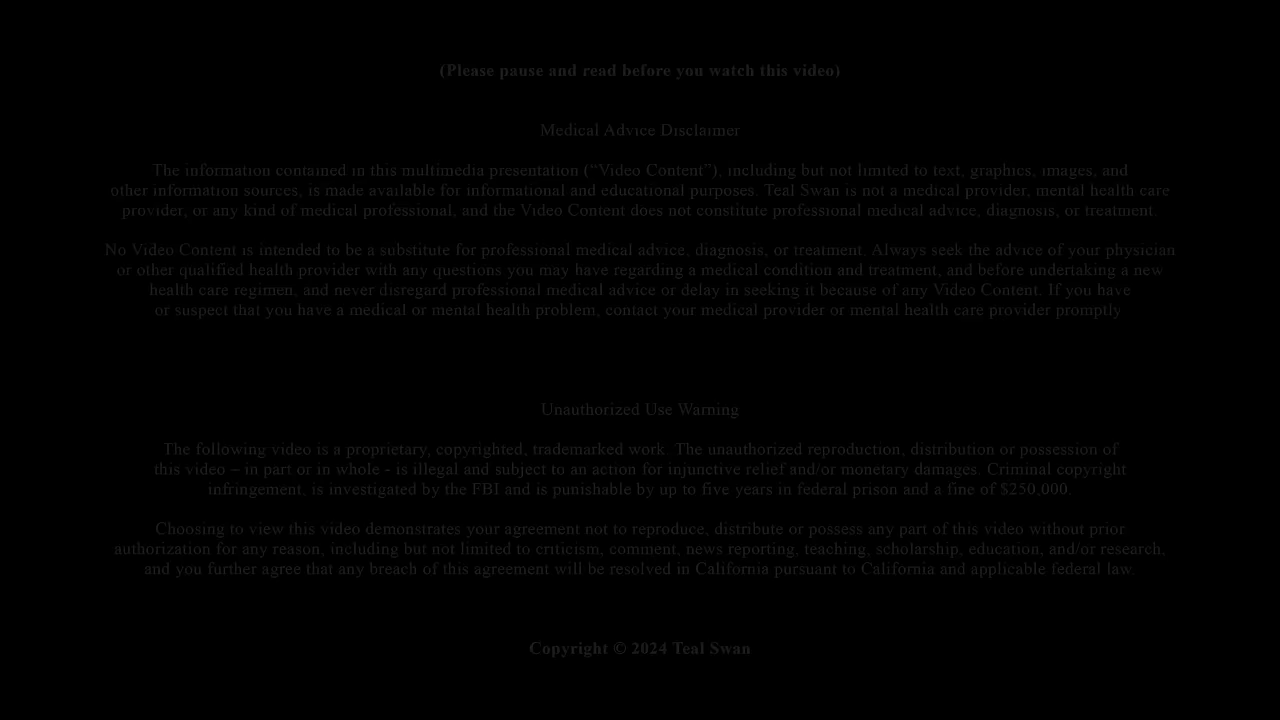 (Please pause and read before you watch this video)
Medical Advice Disclaimer
The information contained in this multimedia presentation (“Video Content”), including but not limited to text, graphics, images, and
other information sources, is made available for informational and educational purposes. Teal Swan is not a medical provider, mental health care
provider, or any kind of medical professional, and the Video Content does not constitute professional medical advice, diagnosis, or treatment.
No Video Content is intended to be a substitute for professional medical advice, diagnosis, or treatment. Always seek the advice of your physician
or other qualified health provider with any questions you may have regarding a medical condition and treatment, and before undertaking a new
health care regimen, and never disregard professional medical advice or delay in seeking it because of any Video Content. If you have
or suspect that you have a medical or mental health problem, contact your medical provider or mental health care provider promptly
Unauthorized Use Warning
The following video is a proprietary, copyrighted, trademarked work. The unauthorized reproduction, distribution or possession of
this video – in part or in whole - is illegal and subject to an action for injunctive relief and/or monetary damages. Criminal copyright
infringement, is investigated by the FBI and is punishable by up to five years in federal prison and a fine of $250,000.
Choosing to view this video demonstrates your agreement not to reproduce, distribute or possess any part of this video without prior
authorization for any reason, including but not limited to criticism, comment, news reporting, teaching, scholarship, education, and/or research,
and you further agree that any breach of this agreement will be resolved in California pursuant to California and applicable federal law.
Copyright © 2024 Teal Swan